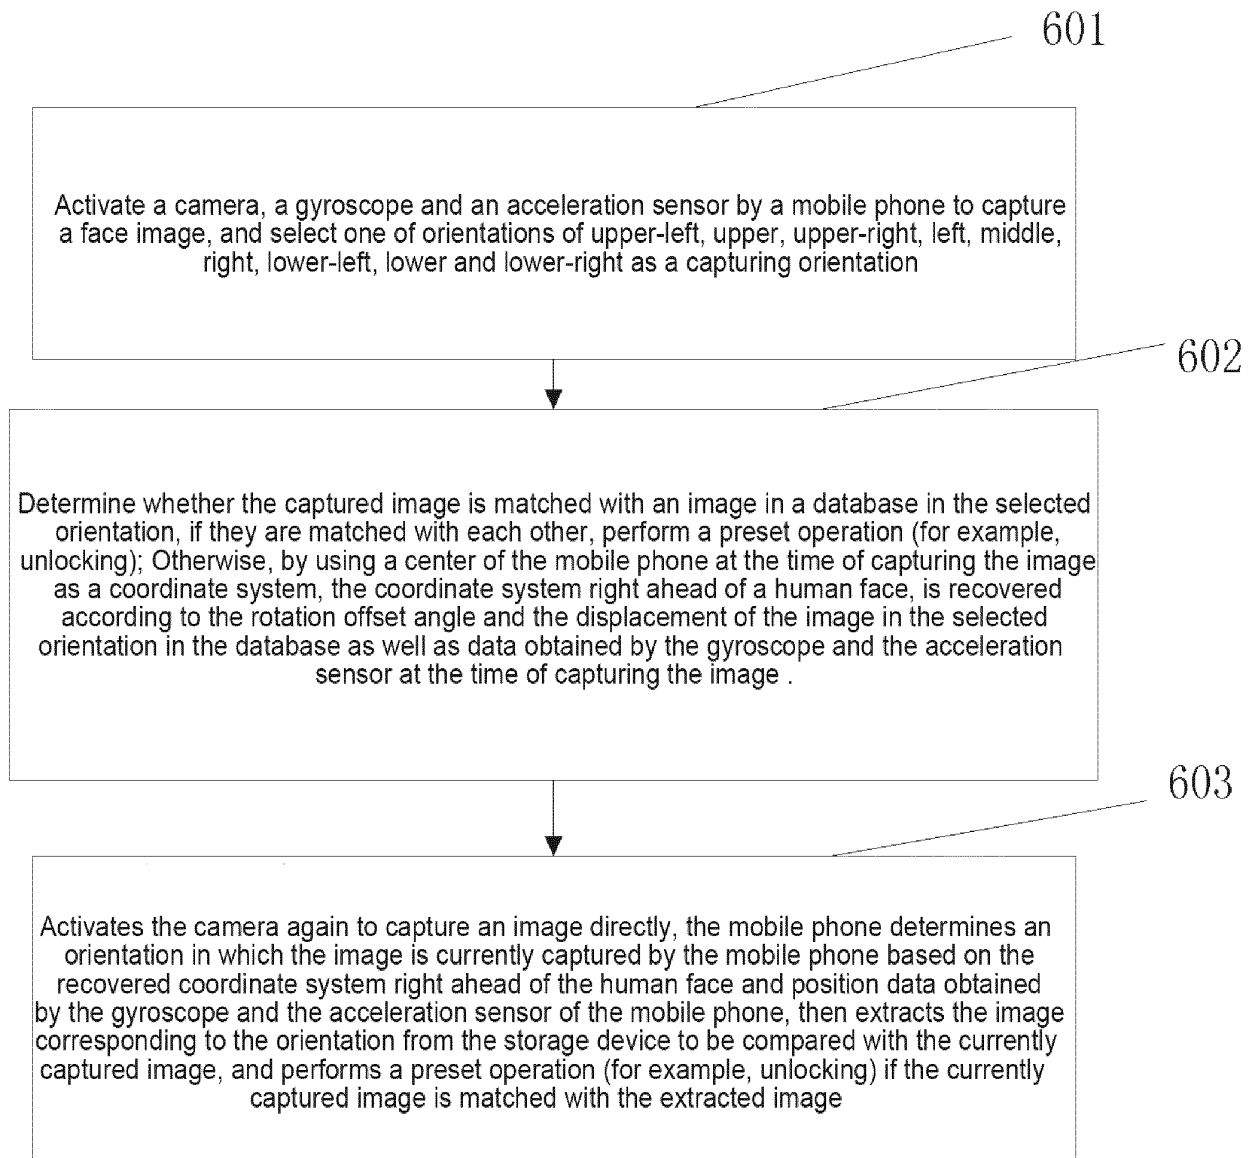 601
Activate a camera, a gyroscope and an acceleration sensor by a mobile phone to capture
a face image, and select one of orientations of upper-left, upper, upper-right, left, middle,
right, lower-left, lower and lower-right as a capturing orientation
602
Determine whether the captured image is matched with an image in a database in the selected
orientation, if they are matched with each other, perform a preset operation (for example,
unlocking); Otherwise, by using a center of the mobile phone at the time of capturing the image
as a coordinate system, the coordinate system right ahead of a human face, is recovered
according to the rotation offset angle and the displacement of the image in the selected
orientation in the database as well as data obtained by the gyroscope and the acceleration
sensor at the time of capturing the image .
603
Activates the camera again to capture an image directly, the mobile phone determines an
orientation in which the image is currently captured by the mobile phone based on the
recovered coordinate system right ahead of the human face and position data obtained
by the gyroscope and the acceleration sensor of the mobile phone, then extracts the image
corresponding to the orientation from the storage device to be compared with the currently
captured image, and performs a preset operation (for example, unlocking) if the currently
captured image is matched with the extracted image